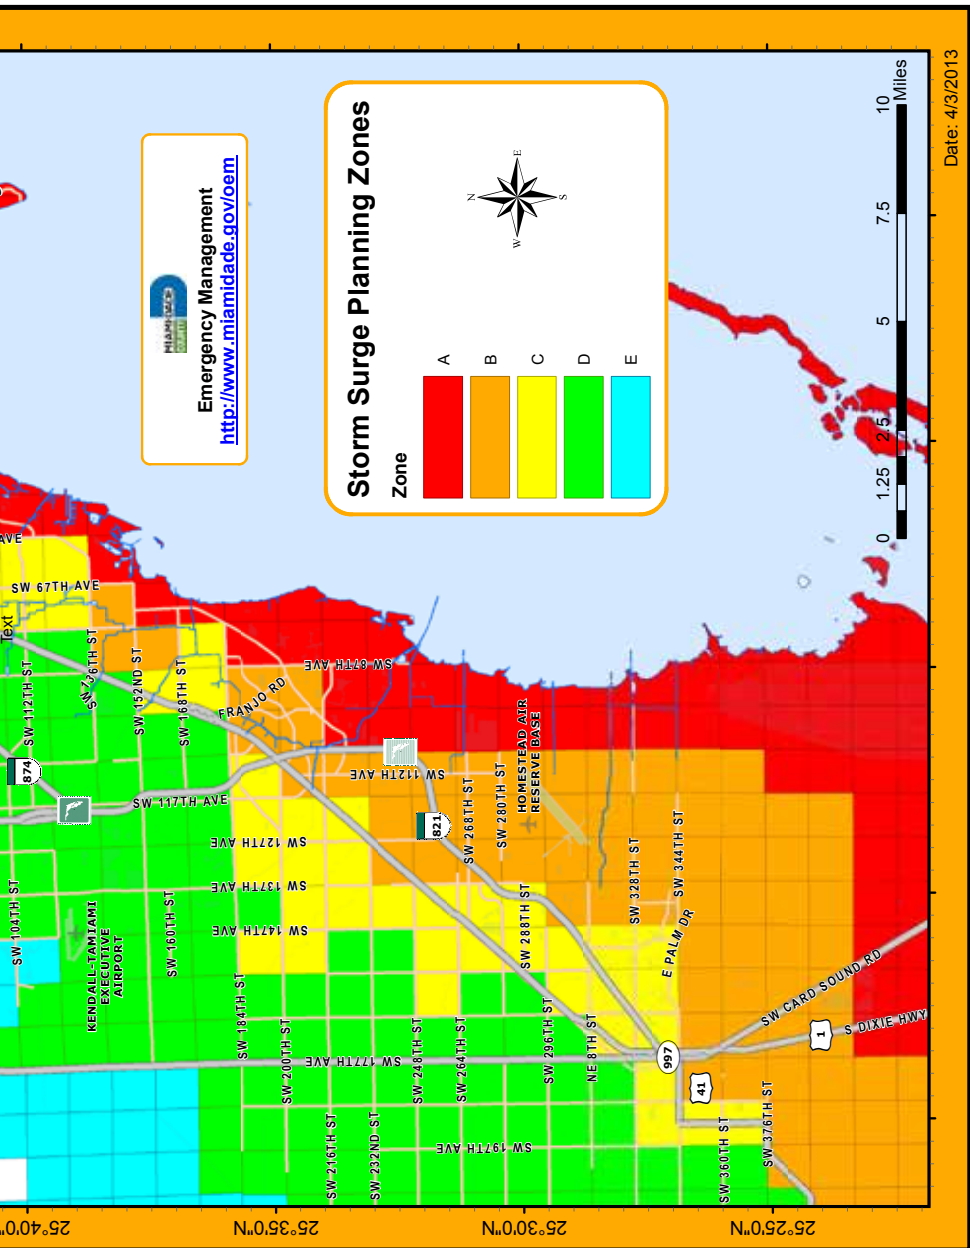 Date: 4/3/2013
MIAMI-DADE
COUNTY
Emergency Management
http://www.miamidade.gov/oem
Storm Surge Planning Zones
Zone
A
B
C
D
E
N
E
S
W
0
1.25
2.5
5
7.5
10
Miles
AVE
SW 67TH AVE
Text
SW 112TH ST
SW 136TH ST
SW 152ND ST
SW 168TH ST
FRANJO RD
SW 87TH AVE
874
SW 117TH AVE
SW 112TH AVE
821
SW 268TH ST
SW 280TH ST
HOMESTEAD AIR
RESERVE BASE
SW 127TH AVE
SW 137TH AVE
SW 147TH AVE
SW 104TH ST
KENDALL-TAMIAMI
EXECUTIVE
AIRPORT
SW 160TH ST
SW 184TH ST
SW 200TH ST
SW 177TH AVE
SW 248TH ST
SW 264TH ST
SW 288TH ST
SW 296TH ST
NE 8TH ST
SW 328TH ST
SW 344TH ST
E PALM DR
SW CARD SOUND RD
S DIXIE HWY
1
997
41
SW 216TH ST
SW 232ND ST
SW 197TH AVE
SW 360TH ST
SW 376TH ST
25°40'0"N
25°35'0"N
25°30'0"N
25°25'0"N